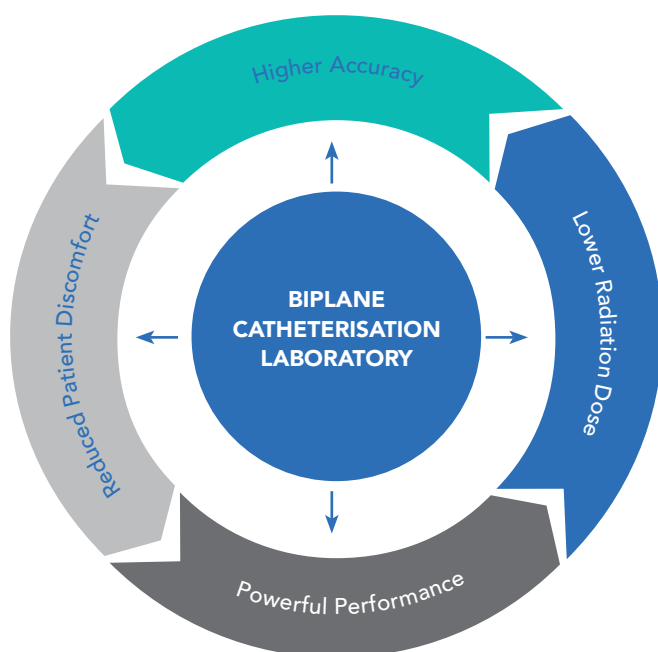 Higher Accuracy
Lower Radiation Dose
Powerful Performance
Reduced Patient Discomfort
BIPLANE
CATHETERISATION
LABORATORY